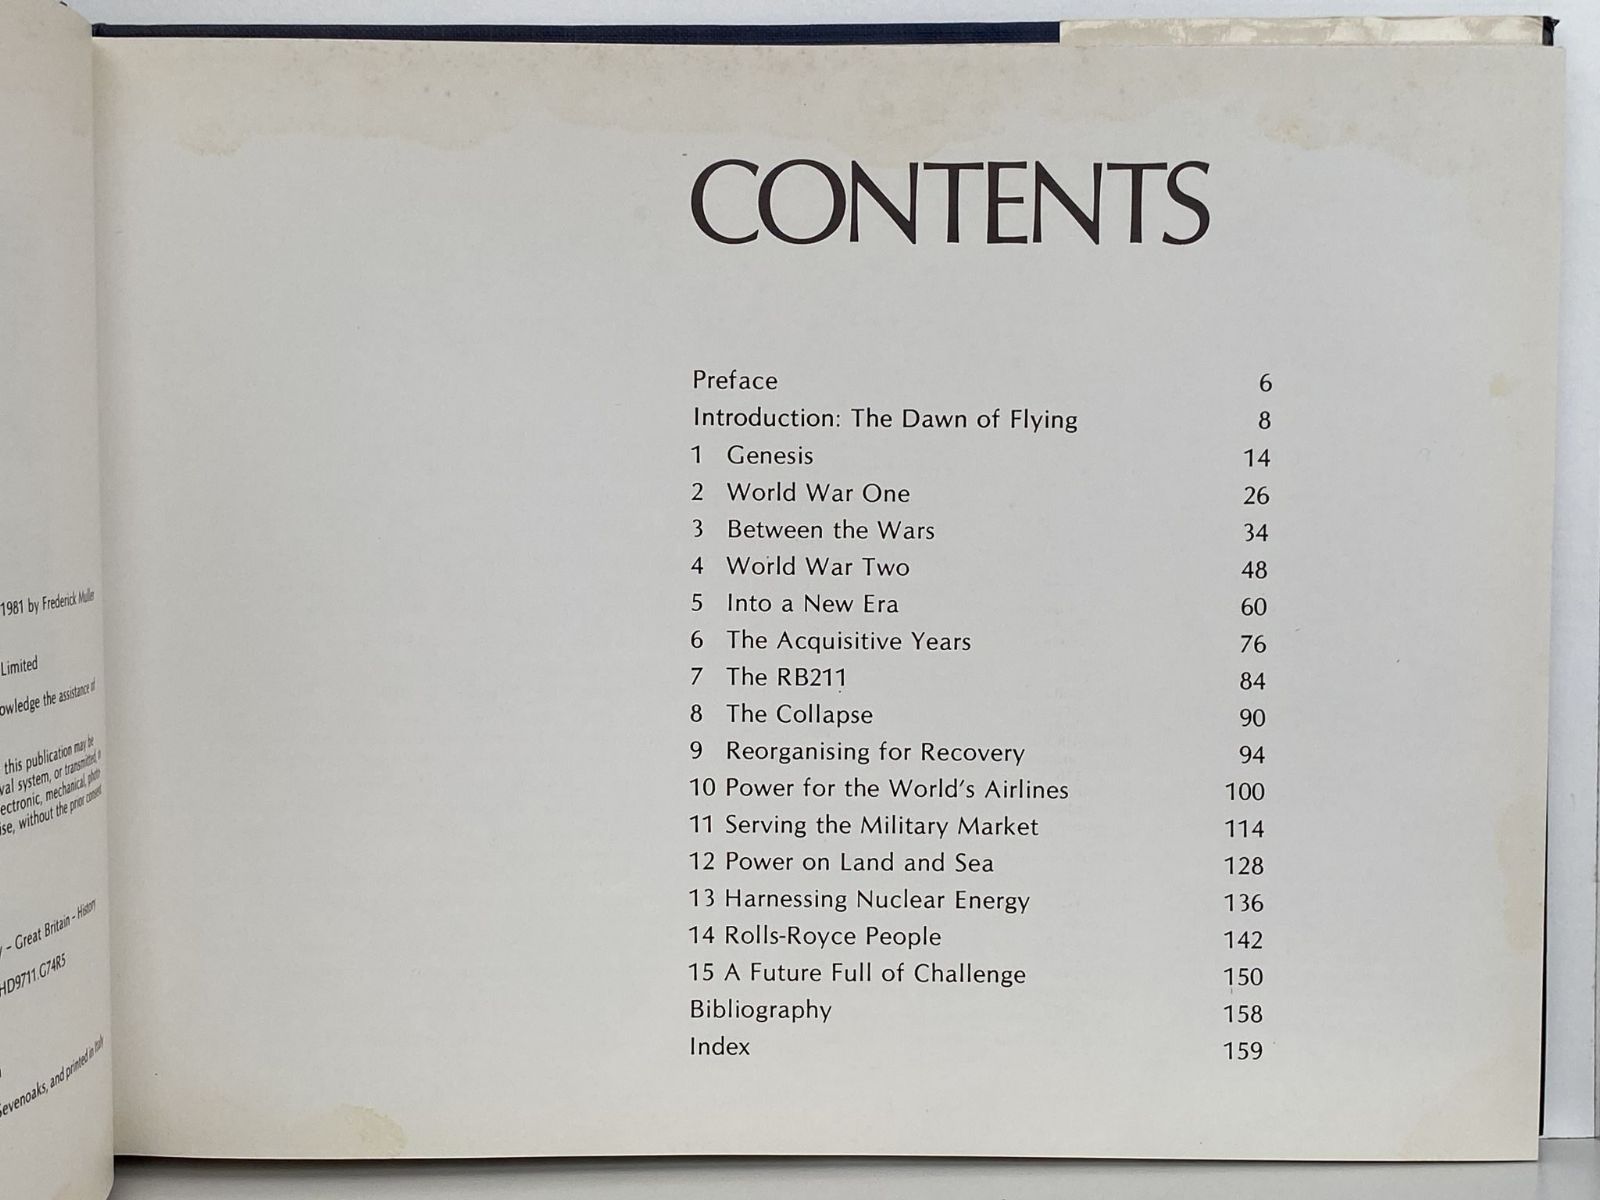 1981 by Frederick Muller
Limited
owledge the assistance of
this publication may be
val system, or transmitted, n
ectronic, mechanical, photo
ise, without the prior consent
– Great Britain – History
HD9711.G74R5
Sevenoaks, and printed in Italy
CONTENTS
Preface 6
Introduction: The Dawn of Flying 8
1 Genesis 14
2 World War One 26
3 Between the Wars 34
4 World War Two 48
5 Into a New Era 60
6 The Acquisitive Years 76
7 The RB211 84
8 The Collapse 90
9 Reorganising for Recovery 94
10 Power for the World's Airlines 100
11 Serving the Military Market 114
12 Power on Land and Sea 128
13 Harnessing Nuclear Energy 136
14 Rolls-Royce People 142
15 A Future Full of Challenge 150
Bibliography 158
Index 159